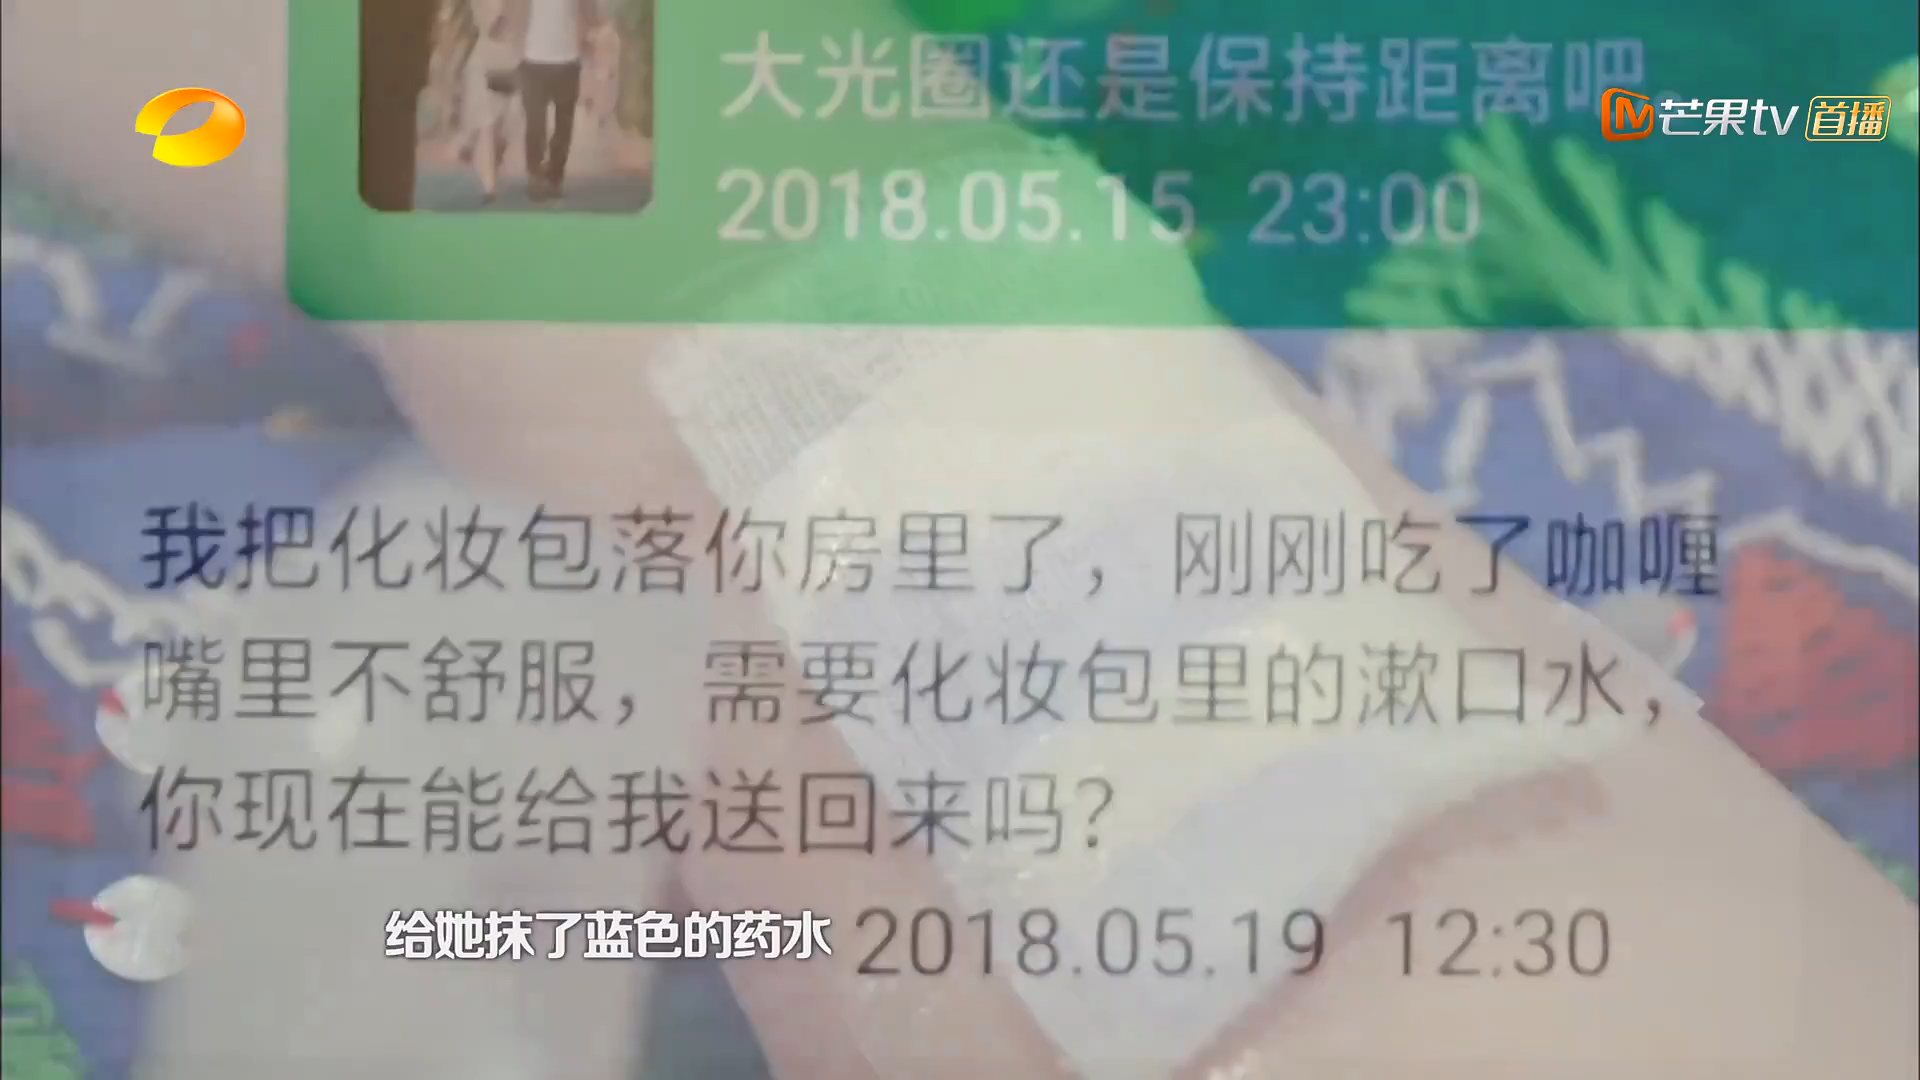 大光圈还是保持距离吧。
芒果tv 首播
2018.05.15 23:00
我把化妆包落你房里了，刚刚吃了咖喱
嘴里不舒服，需要化妆包里的漱口水，
你现在能给我送回来吗？
给她抹了蓝色的药水
2018.05.19 12:30